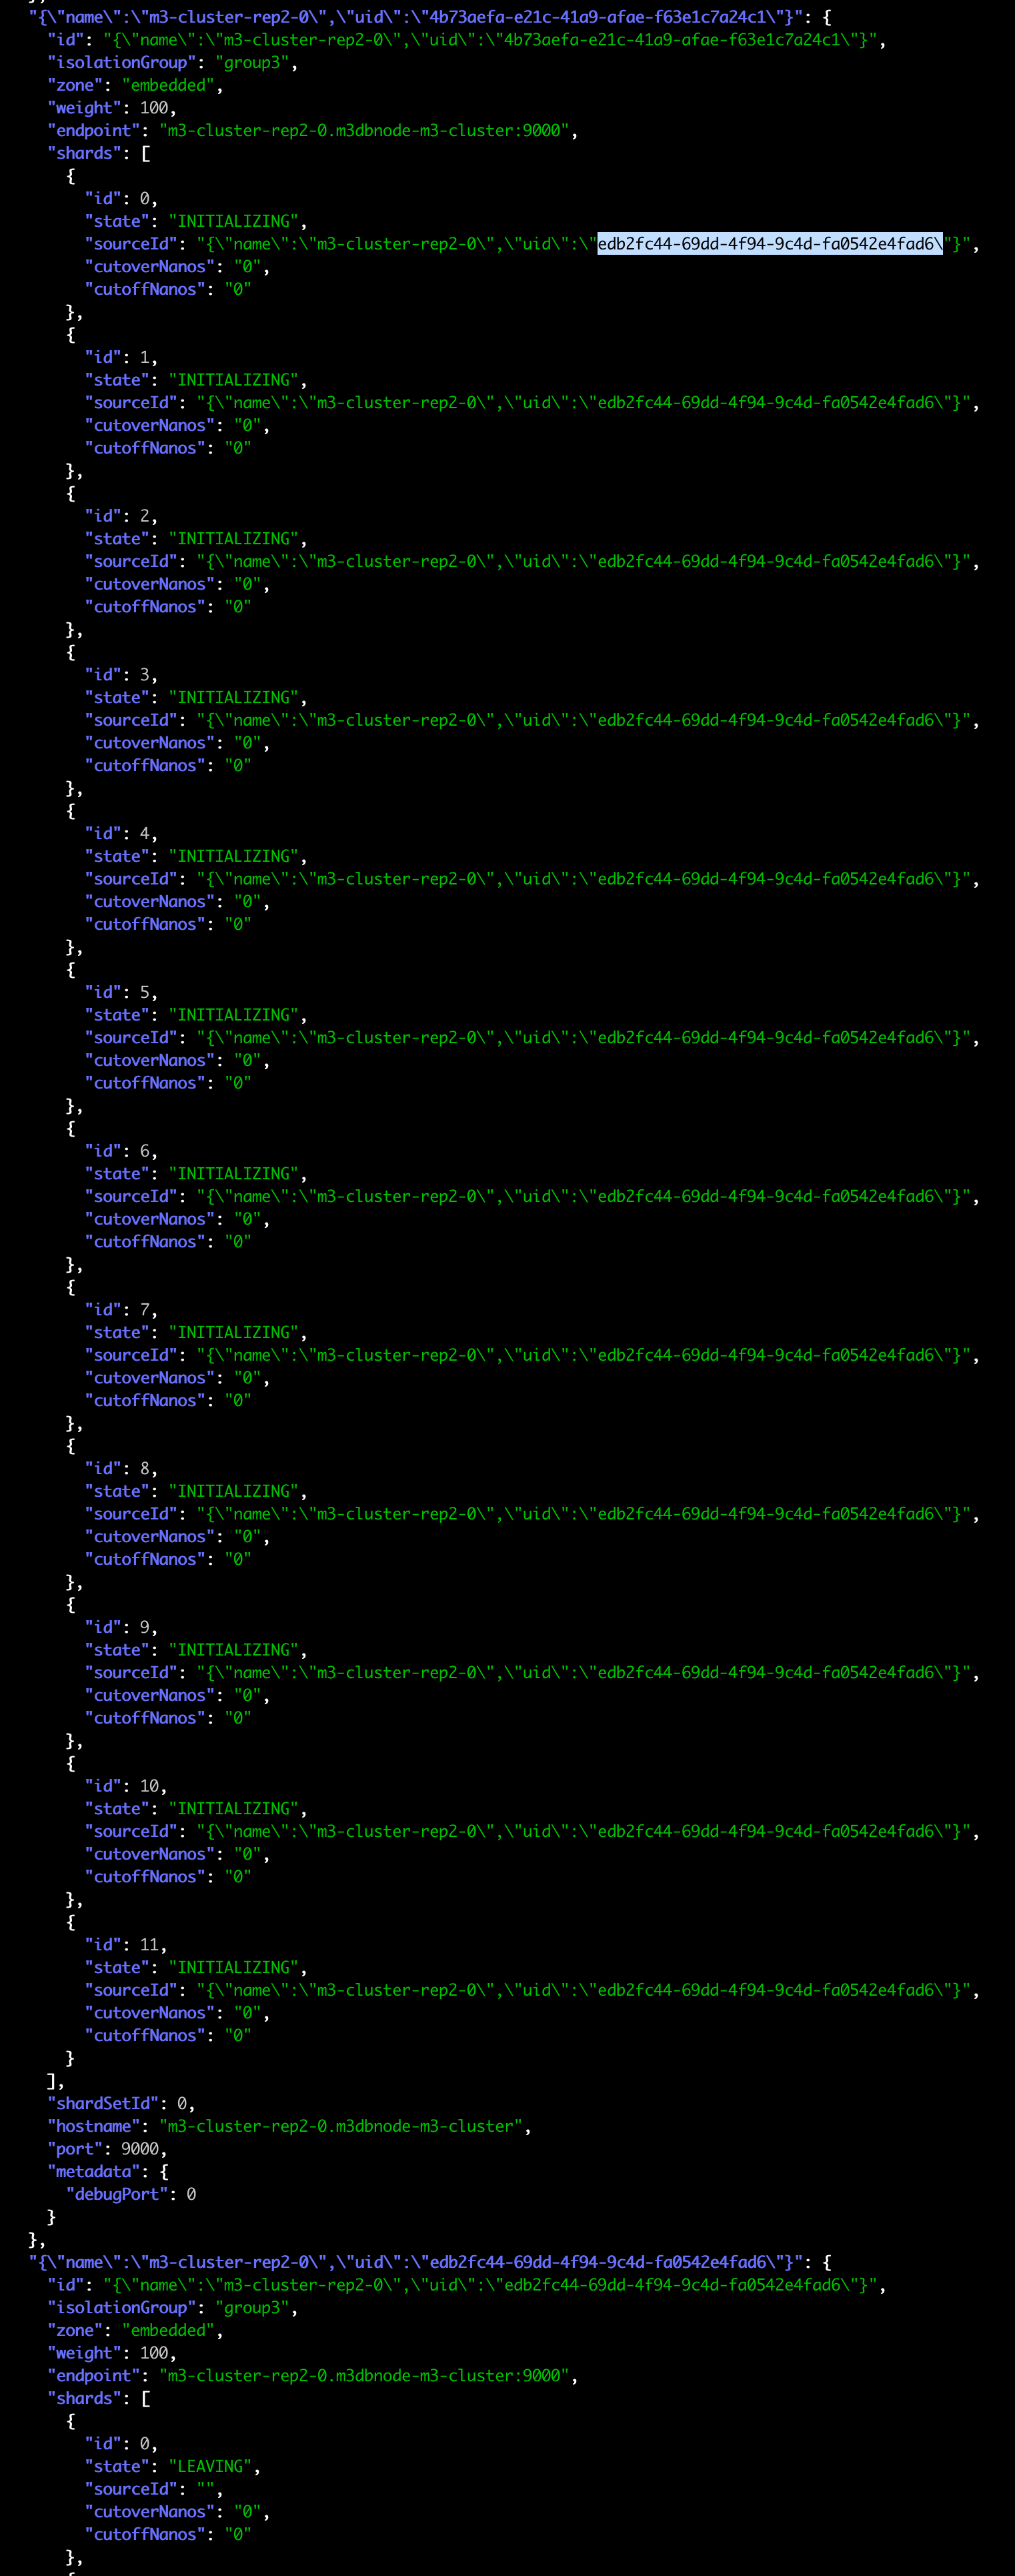 },
"{\"name\":\"m3-cluster-rep2-0\",\"uid\":\"4b73aefa-e21c-41a9-afae-f63e1c7a24c1\"}": {
"id": "{\"name\":\"m3-cluster-rep2-0\",\"uid\":\"4b73aefa-e21c-41a9-afae-f63e1c7a24c1\"}",
"isolationGroup": "group3",
"zone": "embedded",
"weight": 100,
"endpoint": "m3-cluster-rep2-0.m3dbnode-m3-cluster:9000",
"shards": [
{
"id": 0,
"state": "INITIALIZING",
"sourceId": "{\"name\":\"m3-cluster-rep2-0\",\"uid\":\"edb2fc44-69dd-4f94-9c4d-fa0542e4fad6\"}",
"cutoverNanos": "0",
"cutoffNanos": "0"
},
{
"id": 1,
"state": "INITIALIZING",
"sourceId": "{\"name\":\"m3-cluster-rep2-0\",\"uid\":\"edb2fc44-69dd-4f94-9c4d-fa0542e4fad6\"}",
"cutoverNanos": "0",
"cutoffNanos": "0"
},
{
"id": 2,
"state": "INITIALIZING",
"sourceId": "{\"name\":\"m3-cluster-rep2-0\",\"uid\":\"edb2fc44-69dd-4f94-9c4d-fa0542e4fad6\"}",
"cutoverNanos": "0",
"cutoffNanos": "0"
},
{
"id": 3,
"state": "INITIALIZING",
"sourceId": "{\"name\":\"m3-cluster-rep2-0\",\"uid\":\"edb2fc44-69dd-4f94-9c4d-fa0542e4fad6\"}",
"cutoverNanos": "0",
"cutoffNanos": "0"
},
{
"id": 4,
"state": "INITIALIZING",
"sourceId": "{\"name\":\"m3-cluster-rep2-0\",\"uid\":\"edb2fc44-69dd-4f94-9c4d-fa0542e4fad6\"}",
"cutoverNanos": "0",
"cutoffNanos": "0"
},
{
"id": 5,
"state": "INITIALIZING",
"sourceId": "{\"name\":\"m3-cluster-rep2-0\",\"uid\":\"edb2fc44-69dd-4f94-9c4d-fa0542e4fad6\"}",
"cutoverNanos": "0",
"cutoffNanos": "0"
},
{
"id": 6,
"state": "INITIALIZING",
"sourceId": "{\"name\":\"m3-cluster-rep2-0\",\"uid\":\"edb2fc44-69dd-4f94-9c4d-fa0542e4fad6\"}",
"cutoverNanos": "0",
"cutoffNanos": "0"
},
{
"id": 7,
"state": "INITIALIZING",
"sourceId": "{\"name\":\"m3-cluster-rep2-0\",\"uid\":\"edb2fc44-69dd-4f94-9c4d-fa0542e4fad6\"}",
"cutoverNanos": "0",
"cutoffNanos": "0"
},
{
"id": 8,
"state": "INITIALIZING",
"sourceId": "{\"name\":\"m3-cluster-rep2-0\",\"uid\":\"edb2fc44-69dd-4f94-9c4d-fa0542e4fad6\"}",
"cutoverNanos": "0",
"cutoffNanos": "0"
},
{
"id": 9,
"state": "INITIALIZING",
"sourceId": "{\"name\":\"m3-cluster-rep2-0\",\"uid\":\"edb2fc44-69dd-4f94-9c4d-fa0542e4fad6\"}",
"cutoverNanos": "0",
"cutoffNanos": "0"
},
{
"id": 10,
"state": "INITIALIZING",
"sourceId": "{\"name\":\"m3-cluster-rep2-0\",\"uid\":\"edb2fc44-69dd-4f94-9c4d-fa0542e4fad6\"}",
"cutoverNanos": "0",
"cutoffNanos": "0"
},
{
"id": 11,
"state": "INITIALIZING",
"sourceId": "{\"name\":\"m3-cluster-rep2-0\",\"uid\":\"edb2fc44-69dd-4f94-9c4d-fa0542e4fad6\"}",
"cutoverNanos": "0",
"cutoffNanos": "0"
}
],
"shardSetId": 0,
"hostname": "m3-cluster-rep2-0.m3dbnode-m3-cluster",
"port": 9000,
"metadata": {
"debugPort": 0
}
},
"{\"name\":\"m3-cluster-rep2-0\",\"uid\":\"edb2fc44-69dd-4f94-9c4d-fa0542e4fad6\"}": {
"id": "{\"name\":\"m3-cluster-rep2-0\",\"uid\":\"edb2fc44-69dd-4f94-9c4d-fa0542e4fad6\"}",
"isolationGroup": "group3",
"zone": "embedded",
"weight": 100,
"endpoint": "m3-cluster-rep2-0.m3dbnode-m3-cluster:9000",
"shards": [
{
"id": 0,
"state": "LEAVING",
"sourceId": "",
"cutoverNanos": "0",
"cutoffNanos": "0"
},
{